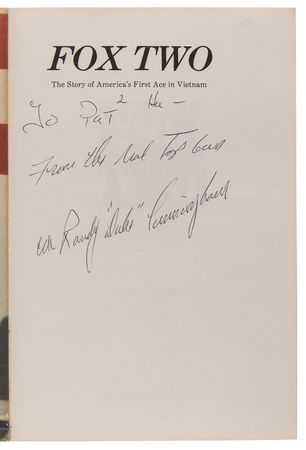 FOX TWO
The Story of America's First Ace in Vietnam
To Pat
From the real Top Gun
Randy "Duke" Cunningham